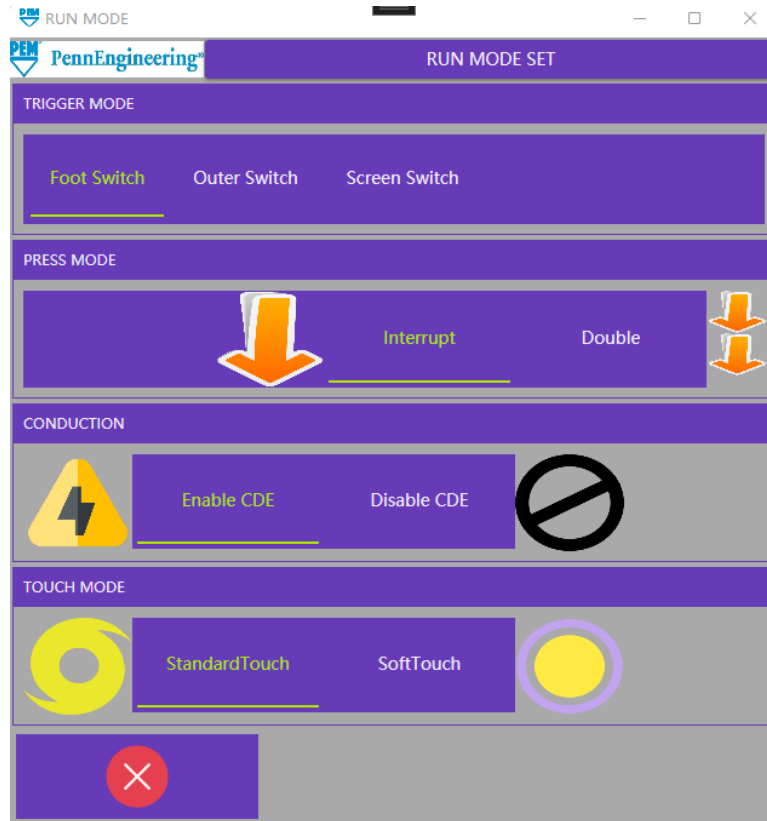 PEM RUN MODE
PEM PennEngineering® RUN MODE SET
TRIGGER MODE
Foot Switch Outer Switch Screen Switch
PRESS MODE
Interrupt Double
CONDUCTION
Enable CDE Disable CDE
TOUCH MODE
StandardTouch SoftTouch